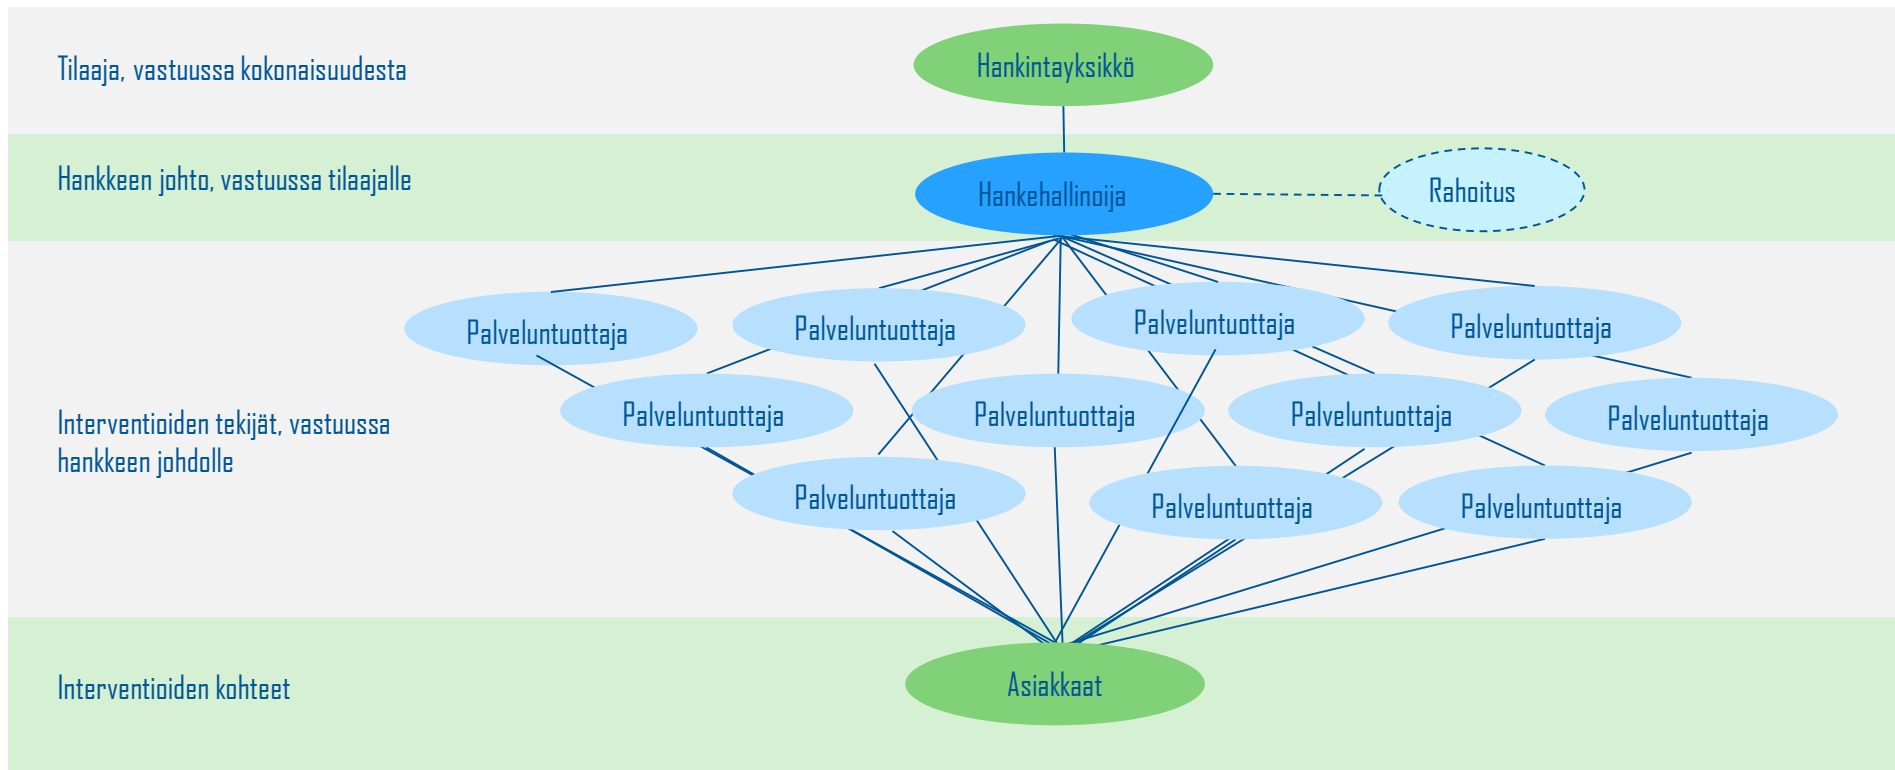 Tilaaja, vastuussa kokonaisuudesta
Hankintayksikkö
Hankkeen johto, vastuussa tilaajalle
Hankehallinoija
Rahoitus
Palveluntuottaja
Palveluntuottaja
Palveluntuottaja
Palveluntuottaja
Palveluntuottaja
Palveluntuottaja
Palveluntuottaja
Palveluntuottaja
Interventioiden tekijät, vastuussa
hankkeen johdolle
Palveluntuottaja
Palveluntuottaja
Palveluntuottaja
Interventioiden kohteet
Asiakkaat